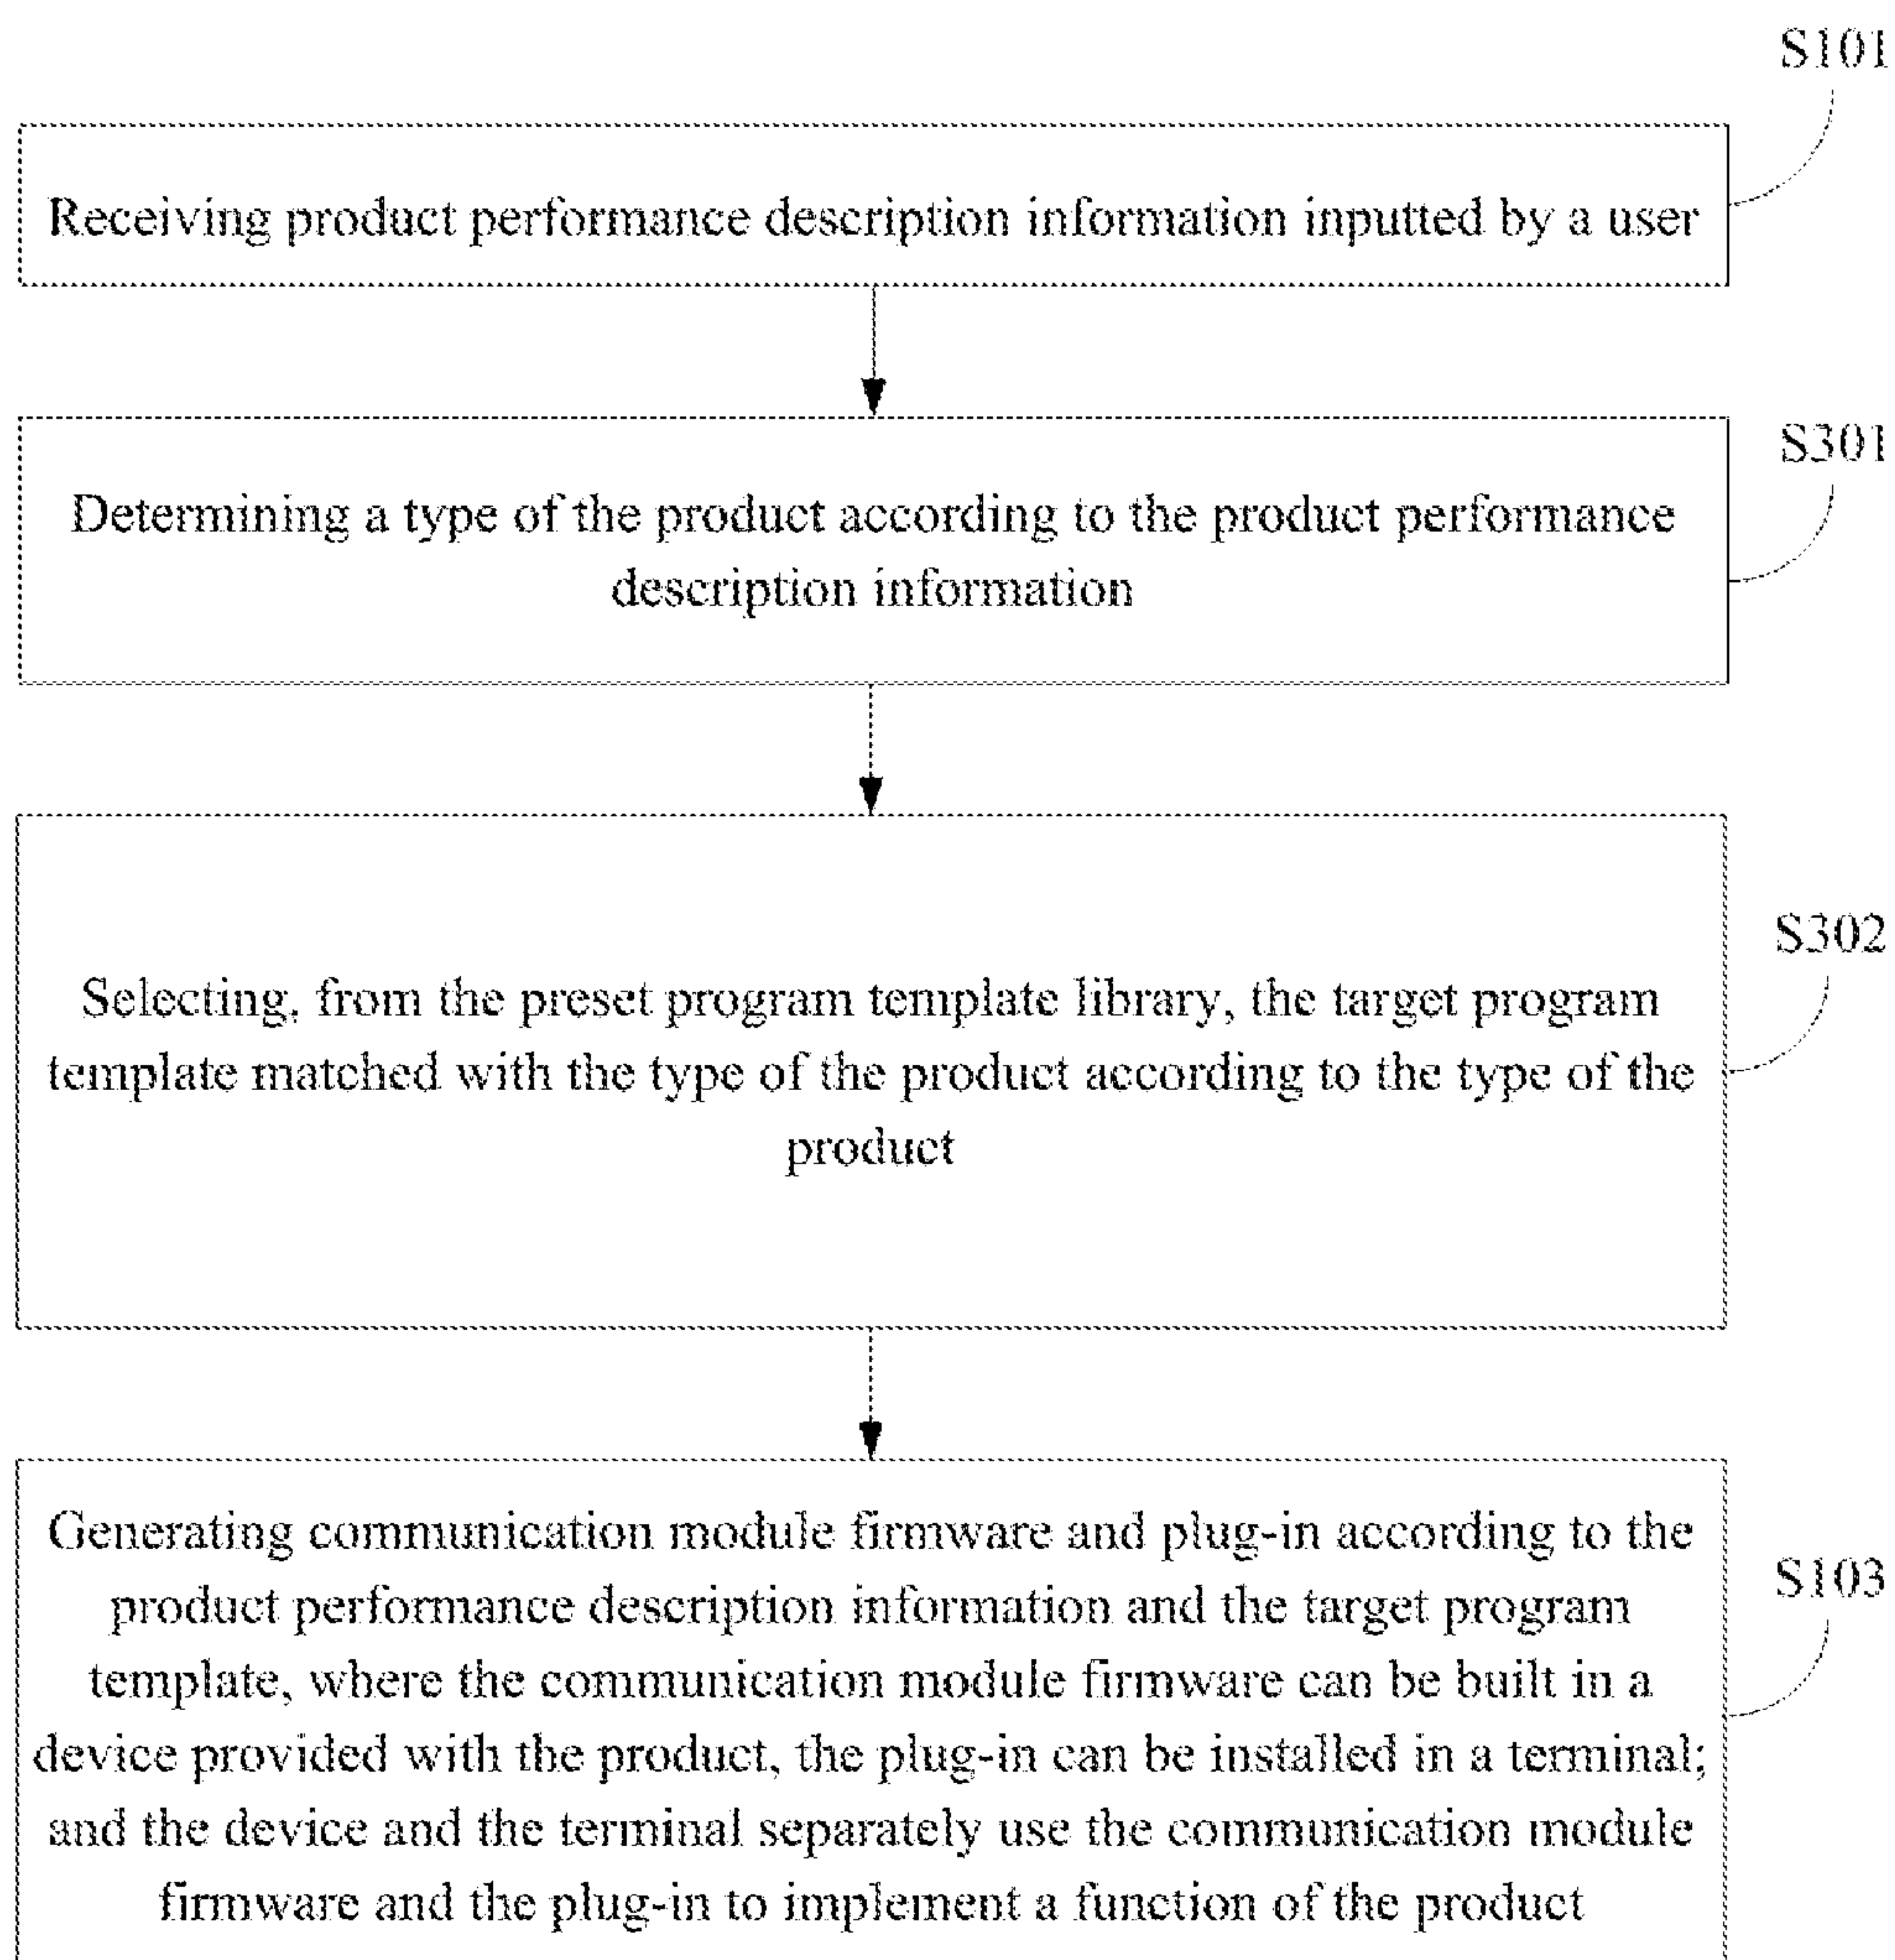 S101
Receiving product performance description information inputted by a user
S301
Determining a type of the product according to the product performance
description information
S302
Selecting, from the preset program template library, the target program
template matched with the type of the product according to the type of the
product
Generating communication module firmware and plug-in according to the
S103
product performance description information and the target program
template, where the communication module firmware can be built in a
device provided with the product, the plug-in can be installed in a terminal;
and the device and the terminal separately use the communication module
firmware and the plug-in to implement a function of the product